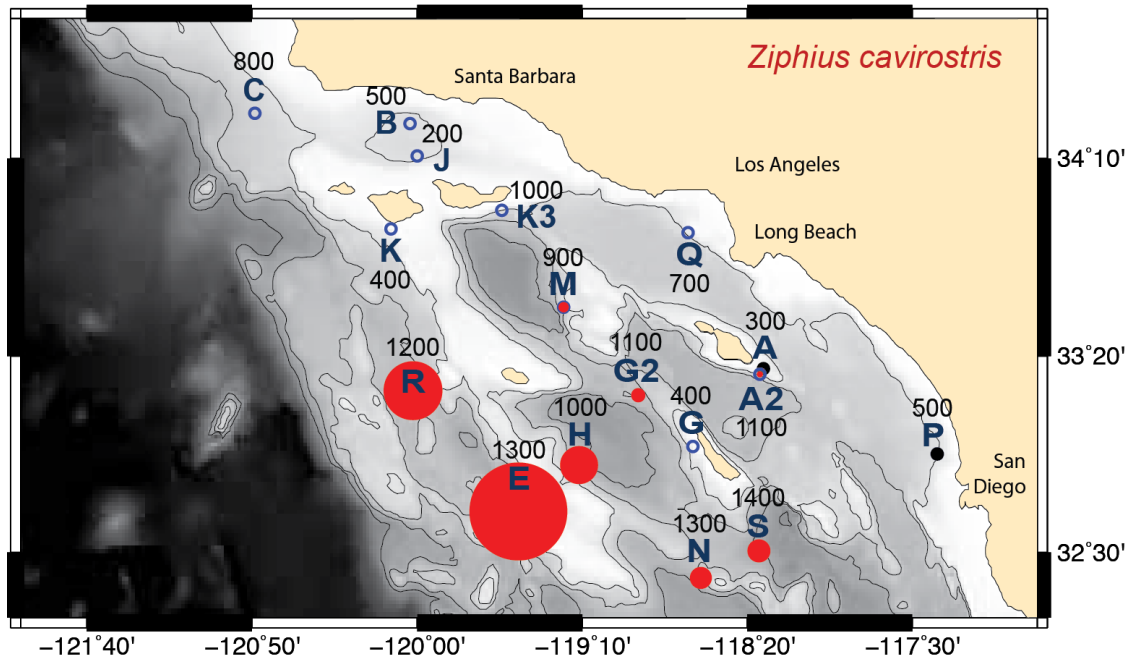 Ziphius cavirostris
800
C
Santa Barbara
500
B
200
J
Los Angeles
34°10'
1000
K3
K
400
Long Beach
Q
700
900
M
300
A
1200
R
1100
G2
33°20'
A2
1100
400
G
1000
H
500
P
1300
E
San
Diego
1400
S
1300
N
32°30'
−121°40' −120°50' −120°00' −119°10' −118°20' −117°30'